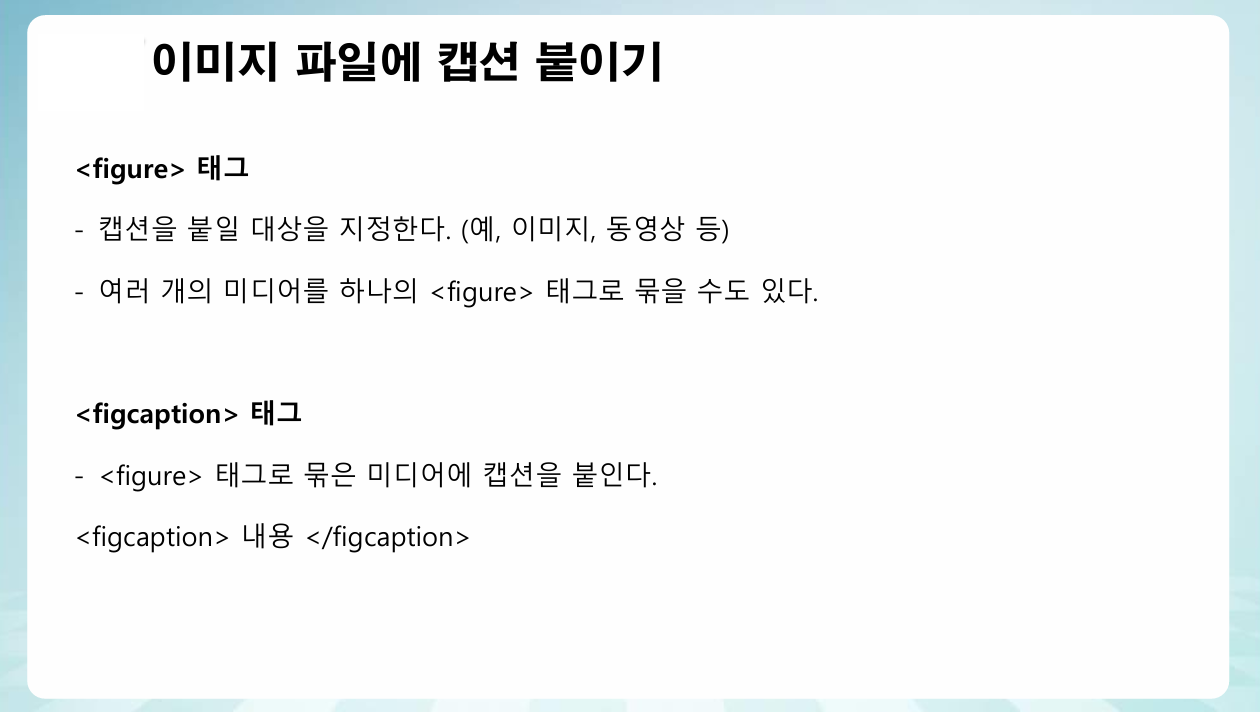 이미지 파일에 캡션 붙이기
<figure> 태그
- 캡션을 붙일 대상을 지정한다. (예, 이미지, 동영상 등)
- 여러 개의 미디어를 하나의 <figure> 태그로 묶을 수도 있다.
<figcaption> 태그
- <figure> 태그로 묶은 미디어에 캡션을 붙인다.
<figcaption> 내용 </figcaption>